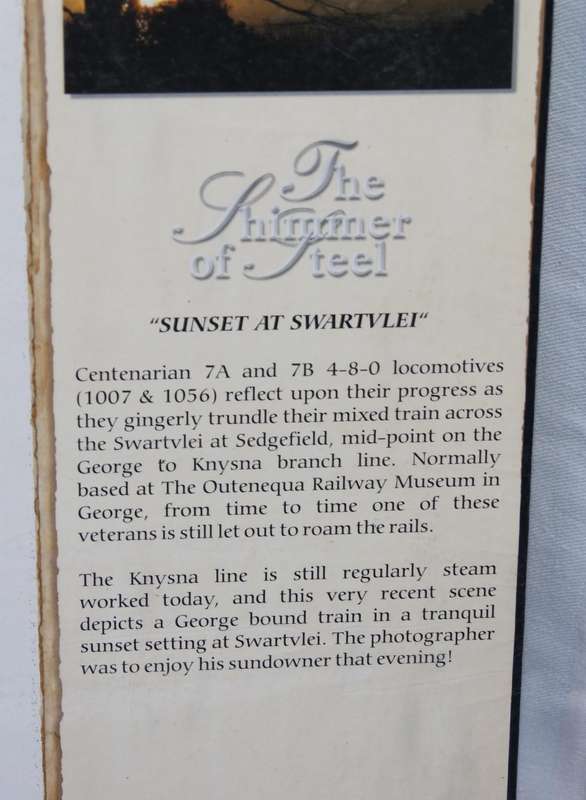 The
Shimmer
of Steel
"SUNSET AT SWARTVLEI"
Centenarian 7A and 7B 4-8-0 locomotives
(1007 & 1056) reflect upon their progress as
they gingerly trundle their mixed train across
the Swartvlei at Sedgefield, mid-point on the
George to Knysna branch line. Normally
based at The Outenequa Railway Museum in
George, from time to time one of these
veterans is still let out to roam the rails.
The Knysna line is still regularly steam
worked today, and this very recent scene
depicts a George bound train in a tranquil
sunset setting at Swartvlei. The photographer
was to enjoy his sundowner that evening!